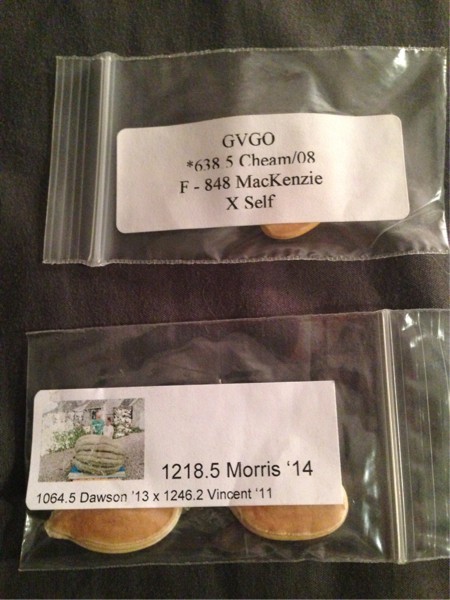 GVGO
*638.5 Cheam/08
F - 848 MacKenzie
X Self
1218.5 Morris ‘14
1064.5 Dawson ‘13 x 1246.2 Vincent ‘11